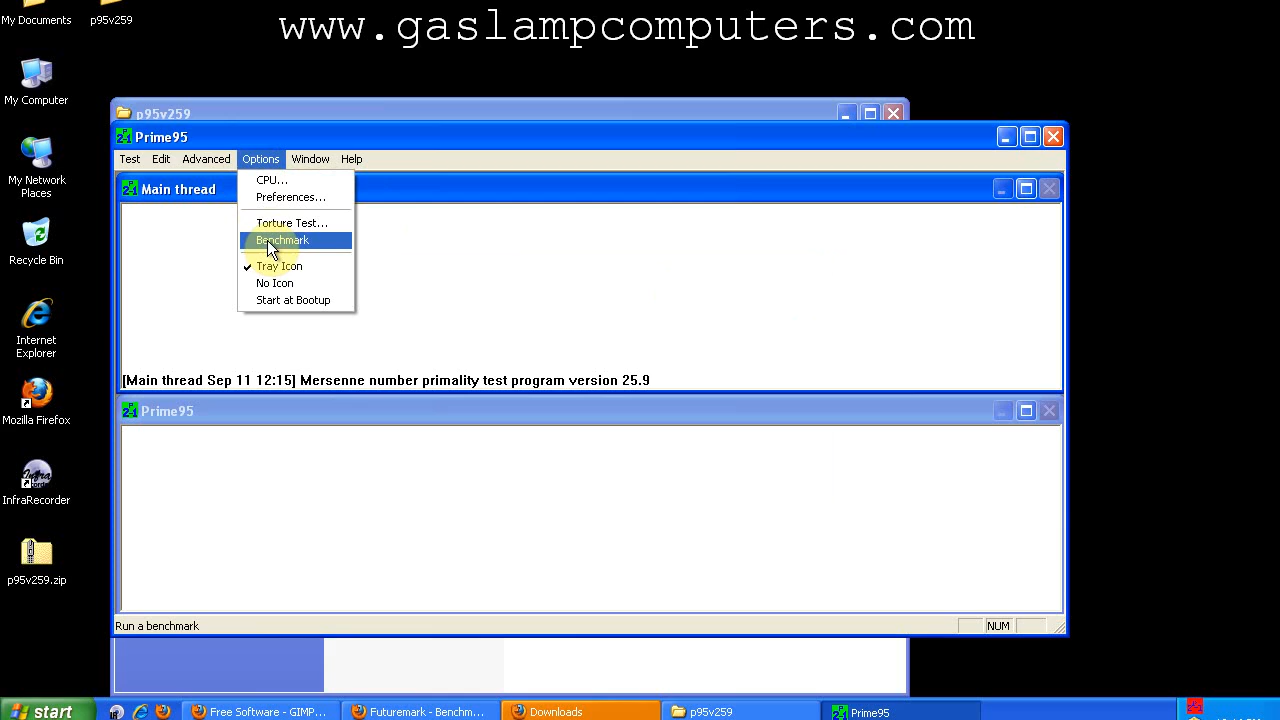 www.gaslampcomputers.com
My Documents
p95v259
My Computer
My Network
Places
Recycle Bin
Internet
Explorer
Mozilla Firefox
InfraRecorder
p95v259.zip
p95v259
Prime95
Test Edit Advanced Options Window Help
CPU...
Preferences...
Torture Test...
Benchmark
Tray Icon
No Icon
Start at Bootup
Main thread
[Main thread Sep 11 12:15] Mersenne number primality test program version 25.9
Prime95
Run a benchmark
NUM
start
Free Software - GIMP...
Futuremark - Benchm...
Downloads
p95v259
Prime95